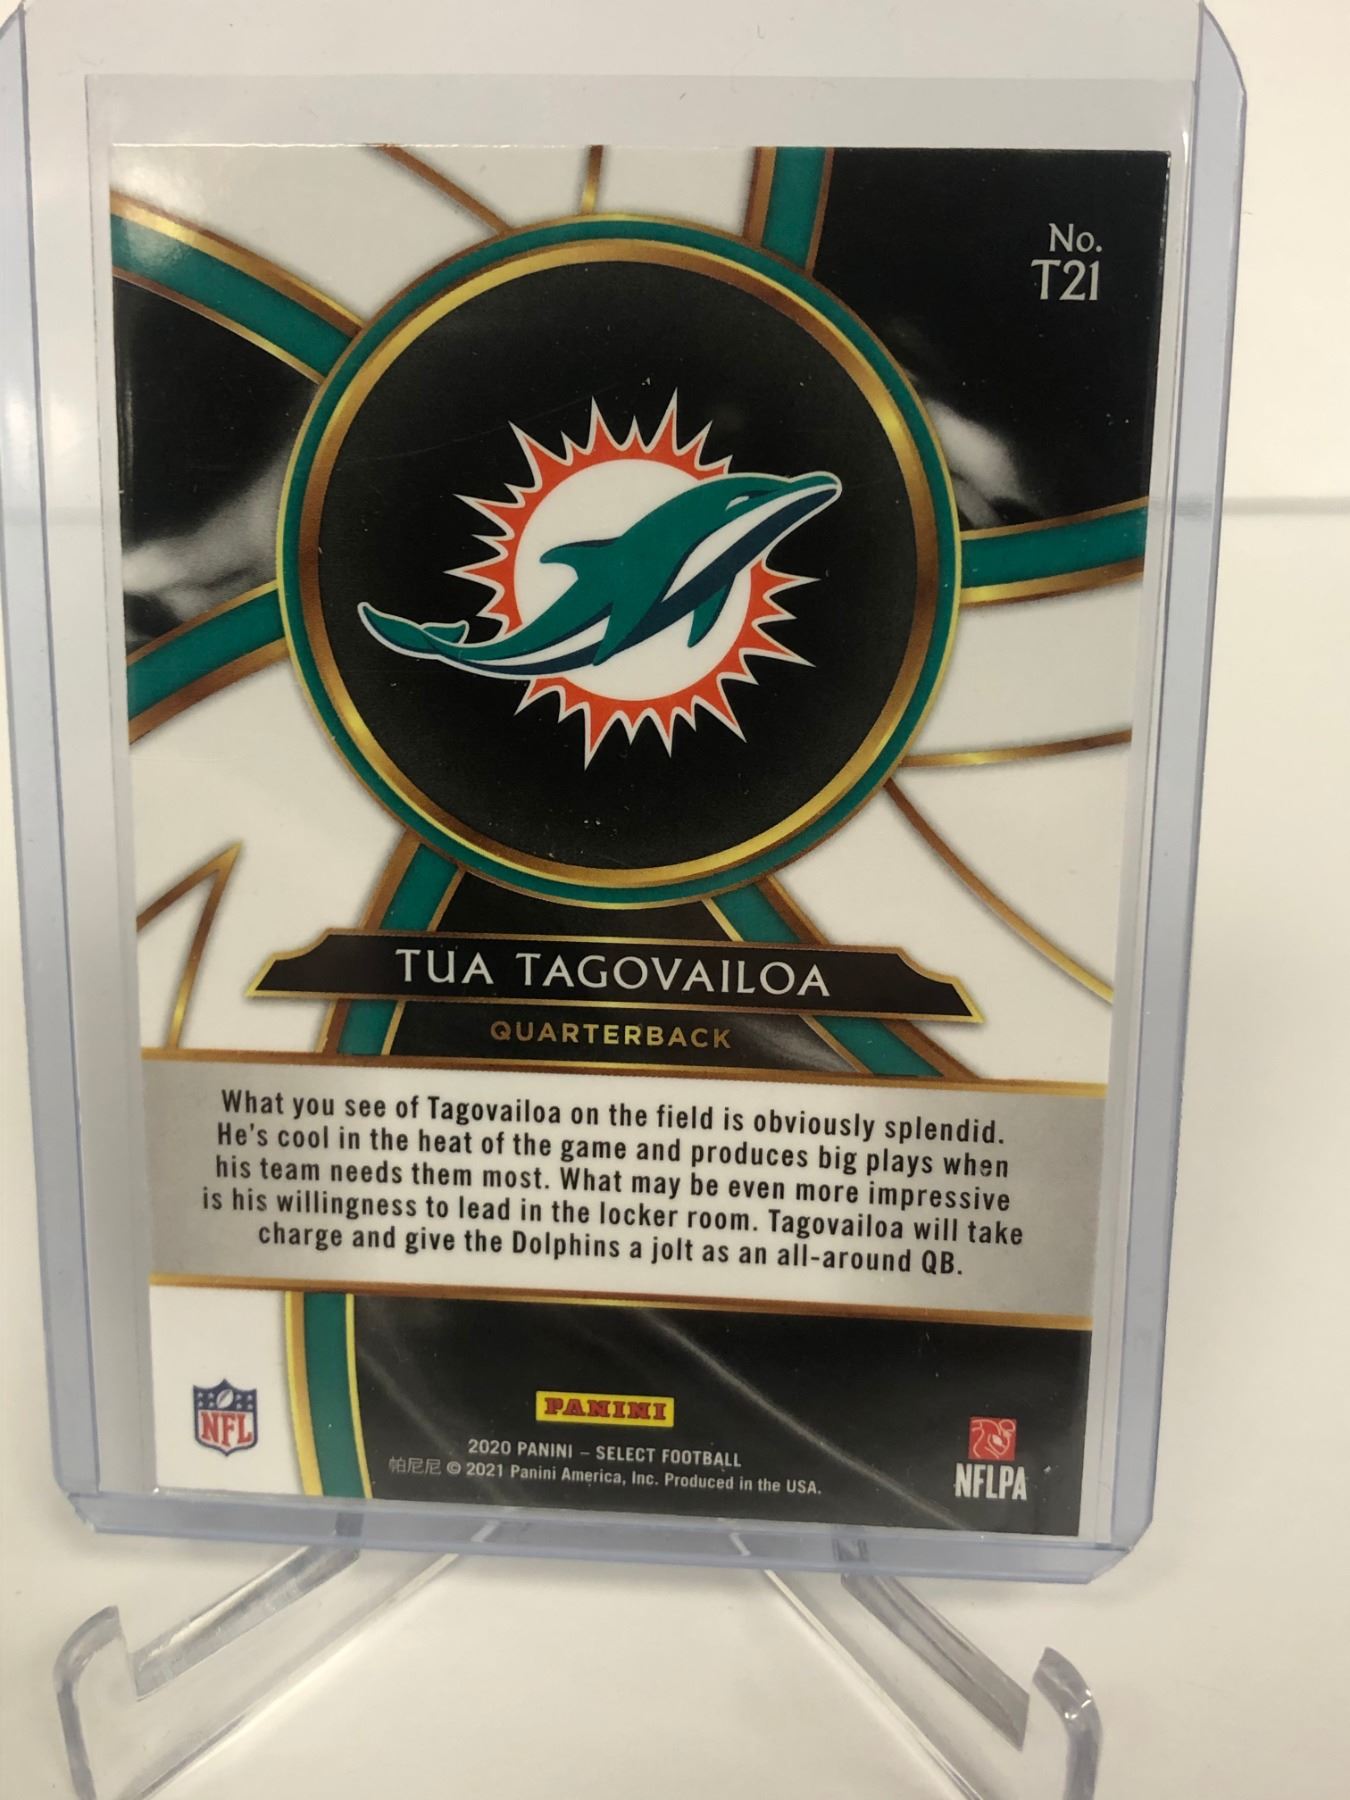 No.
T21
TUA TAGOVAILOA
QUARTERBACK
What you see of Tagovailoa on the field is obviously splendid.
He's cool in the heat of the game and produces big plays when
his team needs them most. What may be even more impressive
is his willingness to lead in the locker room. Tagovailoa will take
charge and give the Dolphins a jolt as an all-around QB.
NFL
PANINI
2020 PANINI – SELECT FOOTBALL
帕尼尼 © 2021 Panini America, Inc. Produced in the USA.
NFLPA